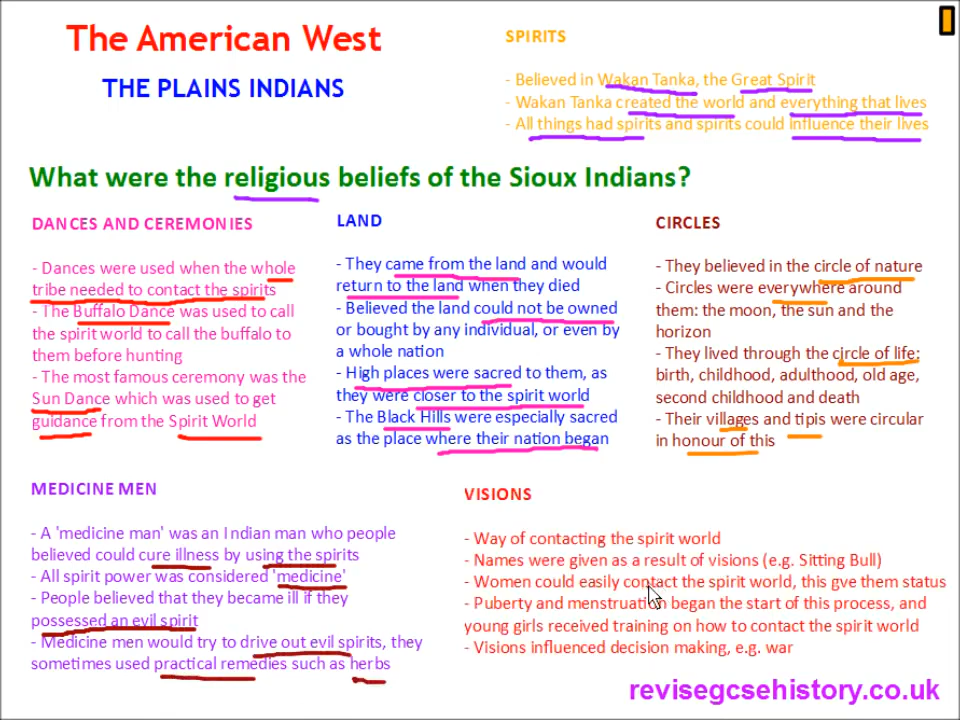 The American West
THE PLAINS INDIANS
SPIRITS
- Believed in Wakan Tanka, the Great Spirit
- Wakan Tanka created the world and everything that lives
- All things had spirits and spirits could influence their lives
What were the religious beliefs of the Sioux Indians?
DANCES AND CEREMONIES
- Dances were used when the whole
tribe needed to contact the spirits
- The Buffalo Dance was used to call
the spirit world to call the buffalo to
them before hunting
- The most famous ceremony was the
Sun Dance which was used to get
guidance from the Spirit World
LAND
- They came from the land and would
return to the land when they died
- Believed the land could not be owned
or bought by any individual, or even by
a whole nation
- High places were sacred to them, as
they were closer to the spirit world
- The Black Hills were especially sacred
as the place where their nation began
CIRCLES
- They believed in the circle of nature
- Circles were everywhere around
them: the moon, the sun and the
horizon
- They lived through the circle of life:
birth, childhood, adulthood, old age,
second childhood and death
- Their villages and tipis were circular
in honour of this
MEDICINE MEN
- A 'medicine man' was an Indian man who people
believed could cure illness by using the spirits
- All spirit power was considered 'medicine'
- People believed that they became ill if they
possessed an evil spirit
- Medicine men would try to drive out evil spirits, they
sometimes used practical remedies such as herbs
VISIONS
- Way of contacting the spirit world
- Names were given as a result of visions (e.g. Sitting Bull)
- Women could easily contact the spirit world, this gve them status
- Puberty and menstruation began the start of this process, and
young girls received training on how to contact the spirit world
- Visions influenced decision making, e.g. war
revisegcsehistory.co.uk